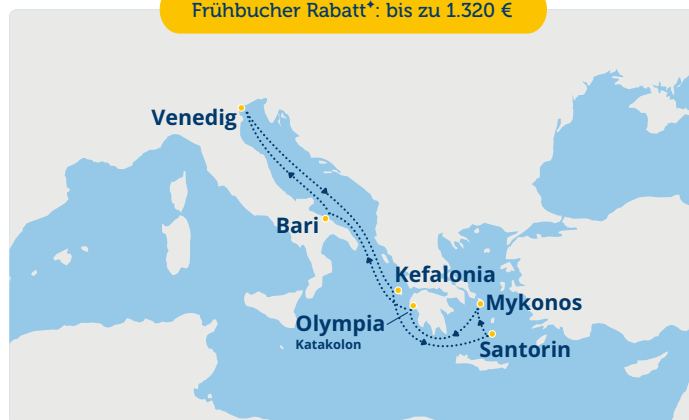 Frühbucher Rabatt✦: bis zu 1.320 €
Venedig
Bari
Kefalonia
Mykonos
Olympia
Katakolon
Santorin